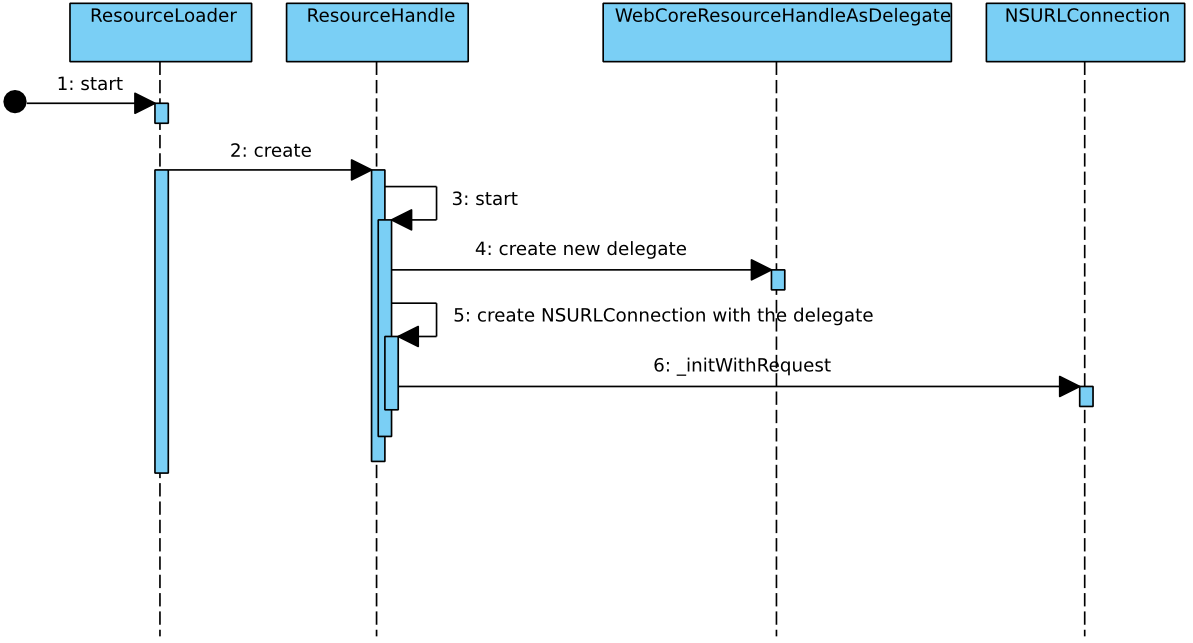 ResourceLoader
ResourceHandle
WebCoreResourceHandleAsDelegate
NSURLConnection
1: start
2: create
3: start
4: create new delegate
5: create NSURLConnection with the delegate
6: _initWithRequest